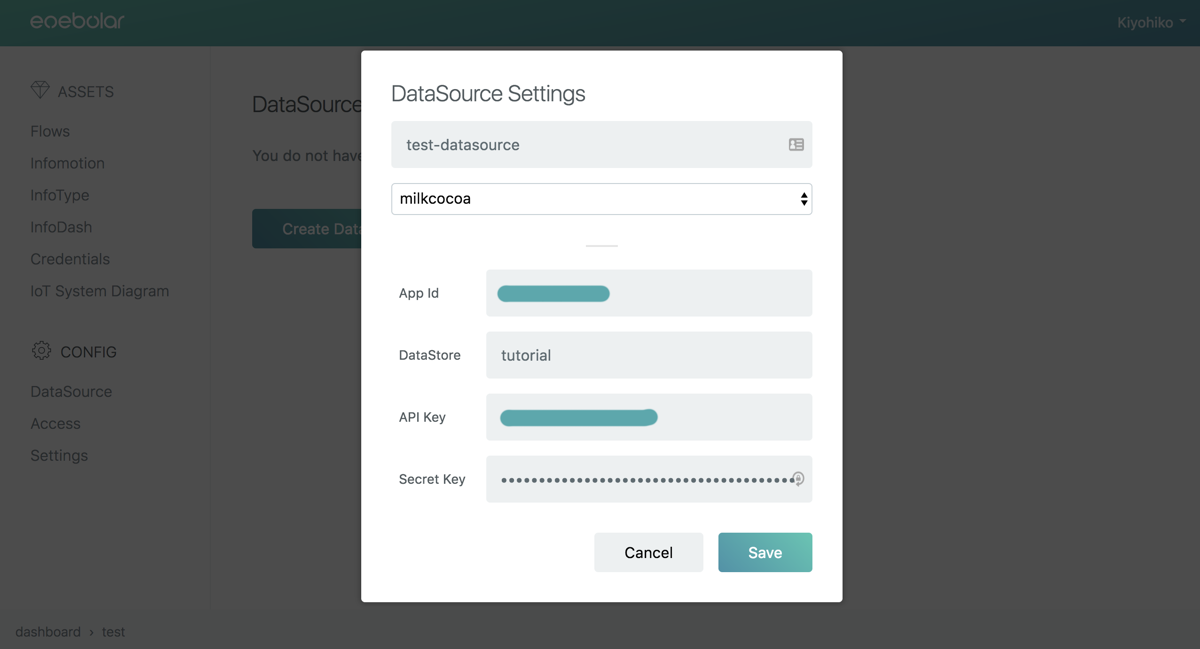 enebular
Kiyohiko
ASSETS
Flows
Infomotion
InfoType
InfoDash
Credentials
IoT System Diagram
CONFIG
DataSource
Access
Settings
DataSource
You do not have
Create Data
DataSource Settings
test-datasource
milkcocoa
App Id
DataStore tutorial
API Key
Secret Key ••••••••••••••••••••••••••••••••••••••••
Cancel Save
dashboard › test